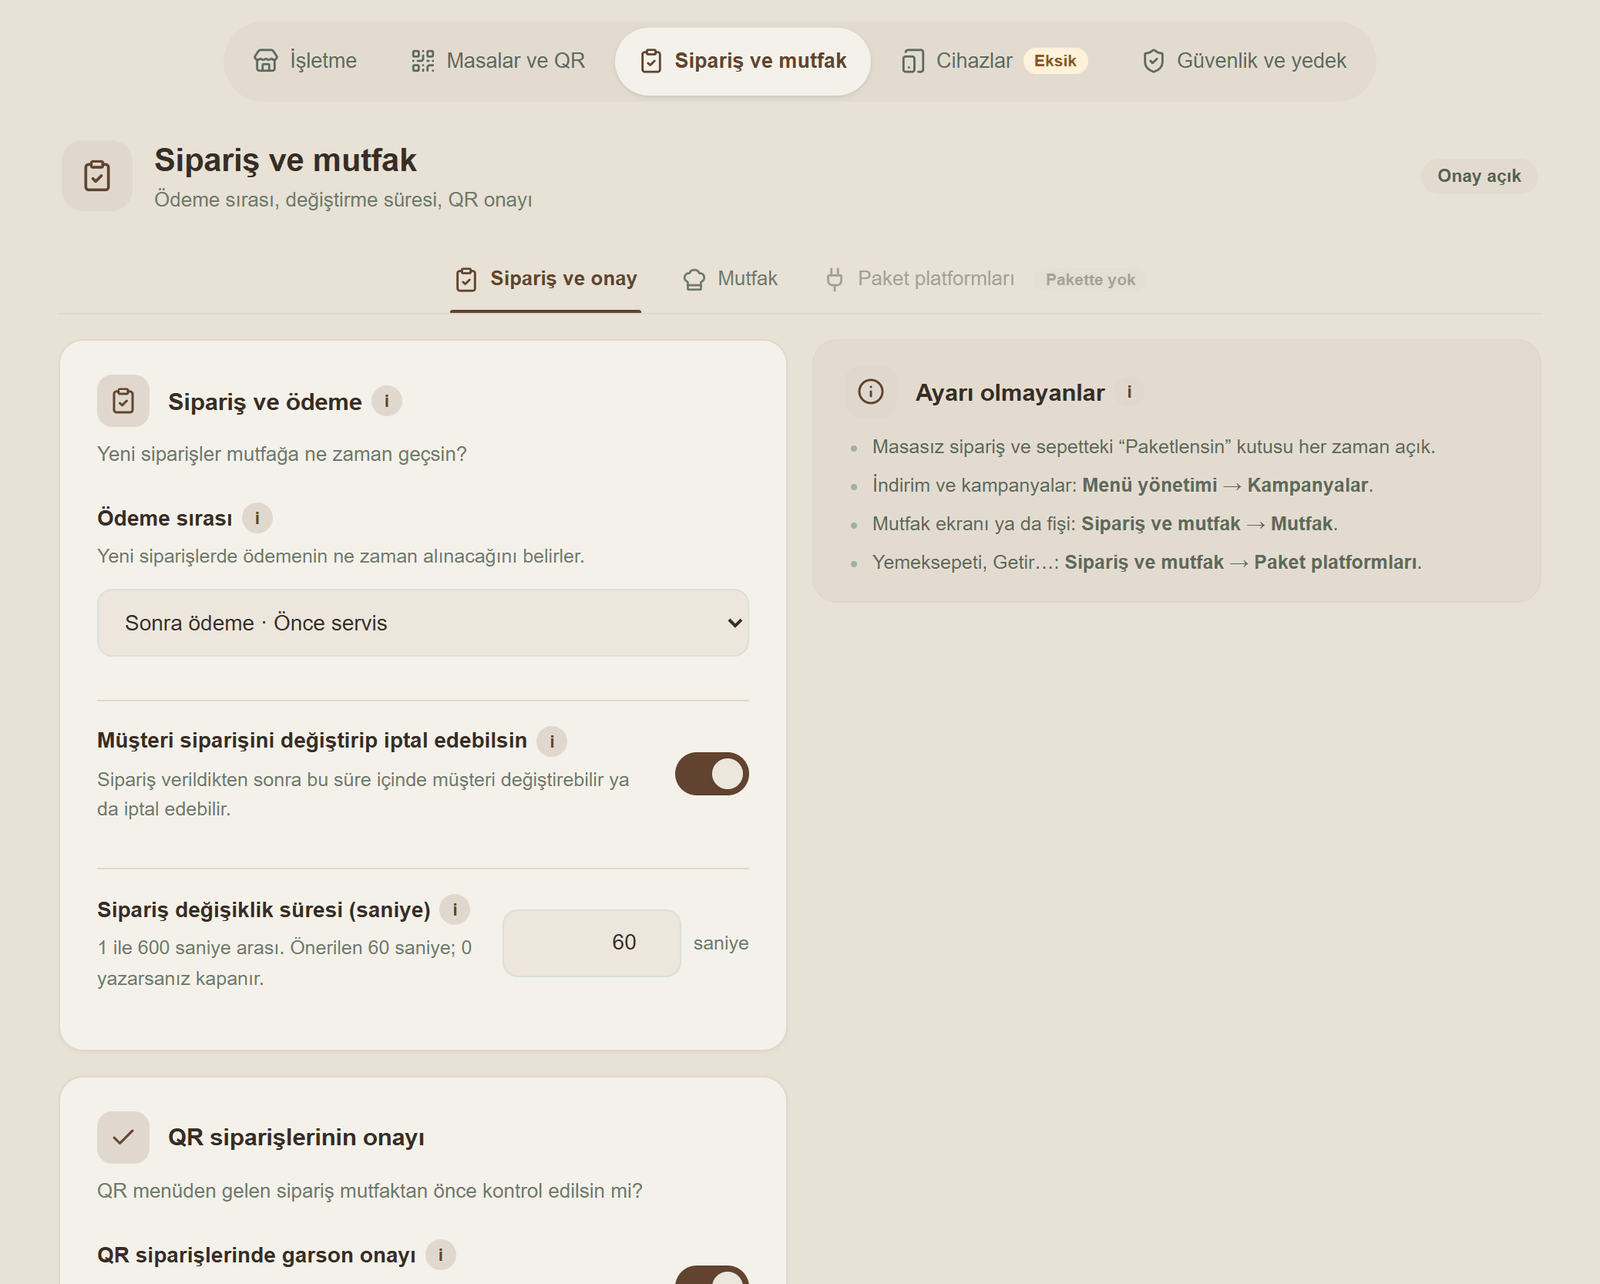 İşletme
Masalar ve QR
Sipariş ve mutfak
Cihazlar
Eksik
Güvenlik ve yedek
Sipariş ve mutfak
Ödeme sırası, değiştirme süresi, QR onayı
Onay açık
Sipariş ve onay
Mutfak
Paket platformları
Pakette yok
Sipariş ve ödeme i
Yeni siparişler mutfağa ne zaman geçsin?
Ödeme sırası i
Yeni siparişlerde ödemenin ne zaman alınacağını belirler.
Sonra ödeme · Önce servis
Müşteri siparişini değiştirip iptal edebilsin i
Sipariş verildikten sonra bu süre içinde müşteri değiştirebilir ya
da iptal edebilir.
Sipariş değişiklik süresi (saniye) i
1 ile 600 saniye arası. Önerilen 60 saniye; 0
yazarsanız kapanır.
60
saniye
QR siparişlerinin onayı
QR menüden gelen sipariş mutfaktan önce kontrol edilsin mi?
QR siparişlerinde garson onayı i
Ayarı olmayanlar i
Masasız sipariş ve sepetteki “Paketlensin” kutusu her zaman açık.
İndirim ve kampanyalar: Menü yönetimi → Kampanyalar.
Mutfak ekranı ya da fişi: Sipariş ve mutfak → Mutfak.
Yemeksepeti, Getir…: Sipariş ve mutfak → Paket platformları.